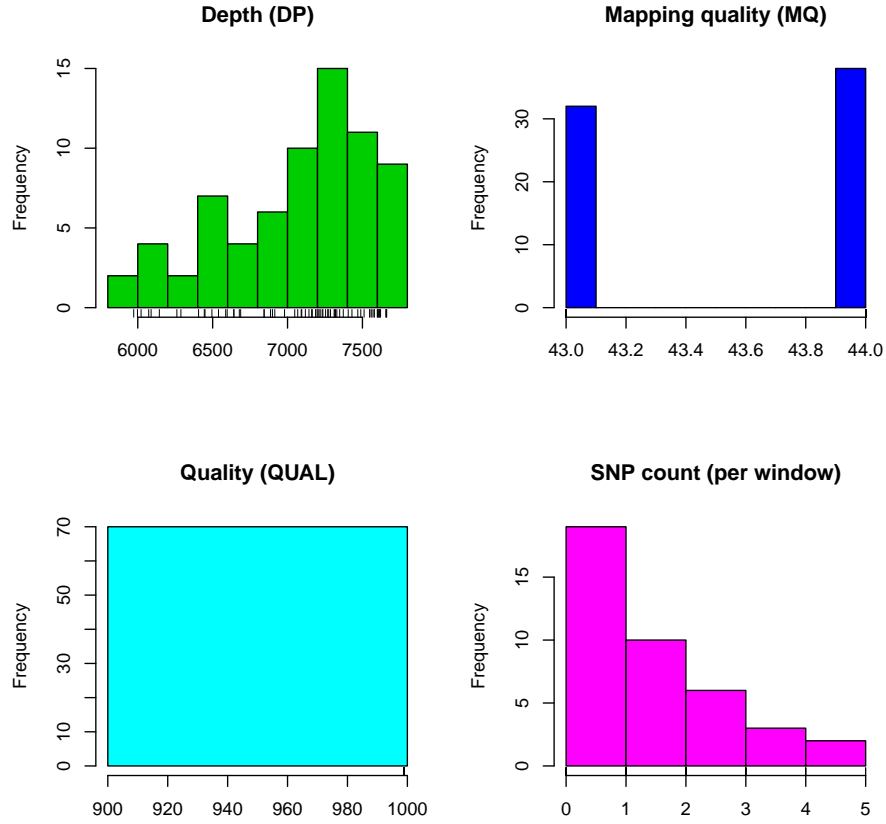 Depth (DP)
Frequency
0
5
10
15
6000 6500 7000 7500
Mapping quality (MQ)
Frequency
0
10
20
30
43.0 43.2 43.4 43.6 43.8 44.0
Quality (QUAL)
Frequency
0
10
30
50
70
900 920 940 960 980 1000
SNP count (per window)
Frequency
0
5
10
15
0 1 2 3 4 5